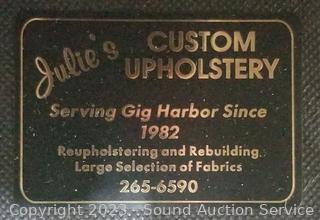 Julie's CUSTOM
UPHOLSTERY
Serving Gig Harbor Since
1982
Reupholstering and Rebuilding
Large Selection of Fabrics
265-6590
Copyright 2023. Sound Auction Service